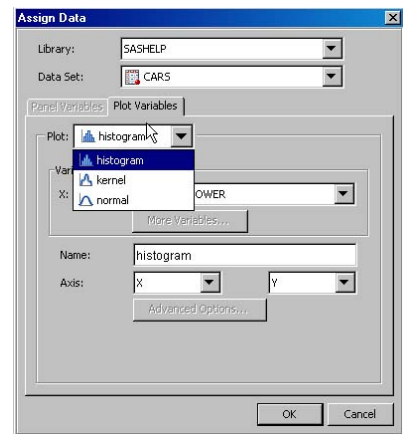 Assign Data
Library: SASHELP
Data Set: CARS
Panel Variables Plot Variables
Plot: histogram
histogram
kernel
normal
X: OWER
More Variables...
Name: histogram
Axis: X Y
Advanced Options...
OK Cancel